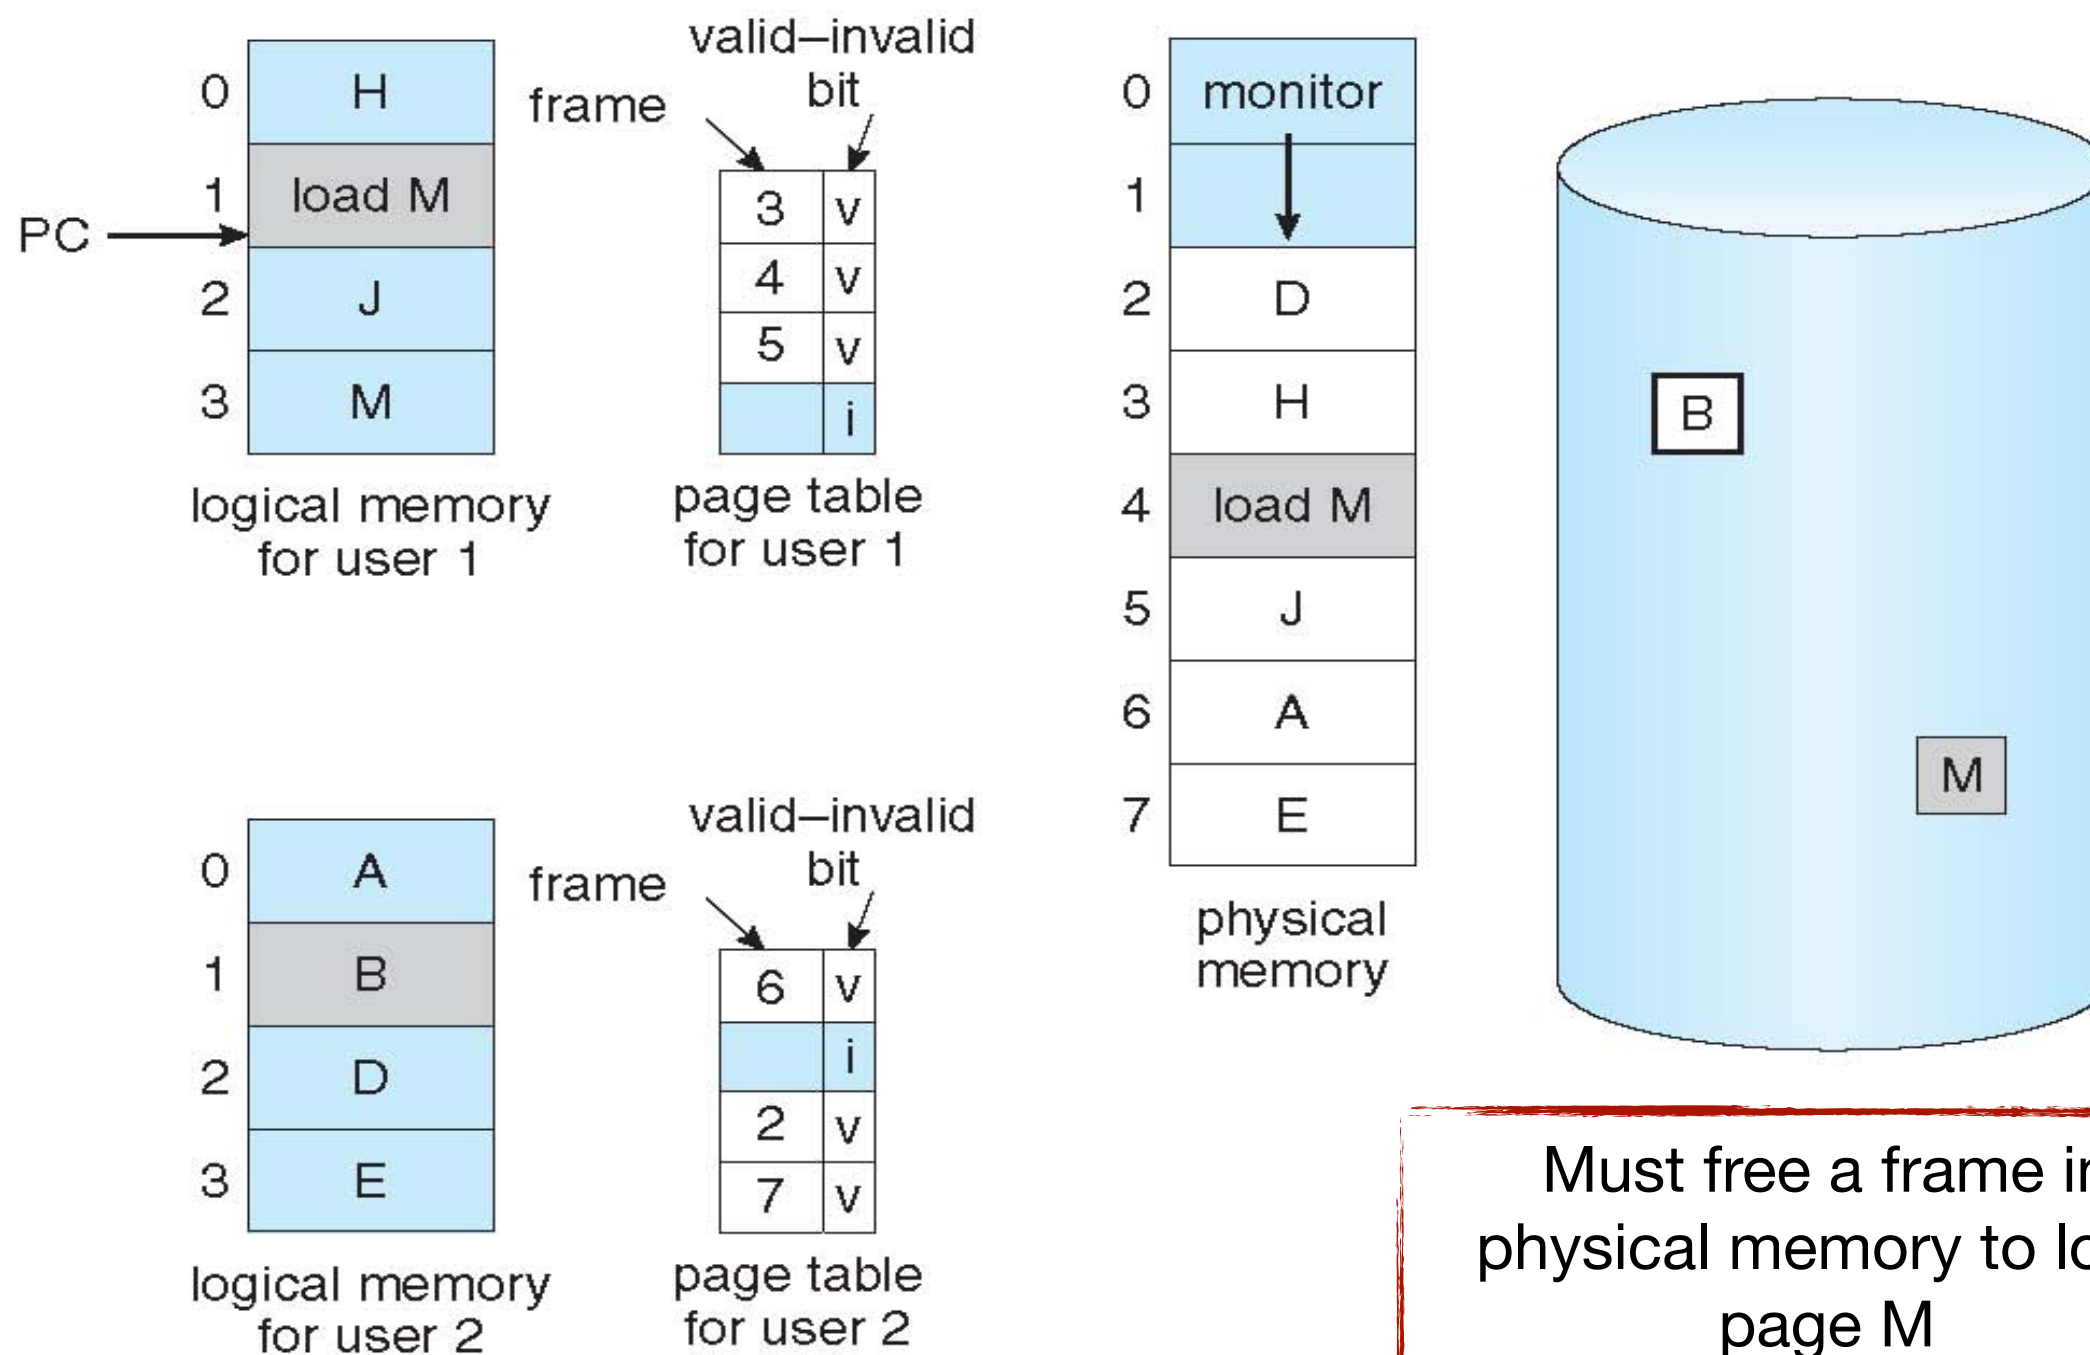 valid–invalid
bit
frame
0 H
1 load M
PC
2 J
3 M
3 v
4 v
5 v
i
logical memory
for user 1
page table
for user 1
0 monitor
1
2 D
3 H
4 load M
5 J
6 A
7 E
physical
memory
B
M
valid–invalid
bit
frame
0 A
1 B
2 D
3 E
6 v
i
2 v
7 v
logical memory
for user 2
page table
for user 2
Must free a frame in
physical memory to lo
page M